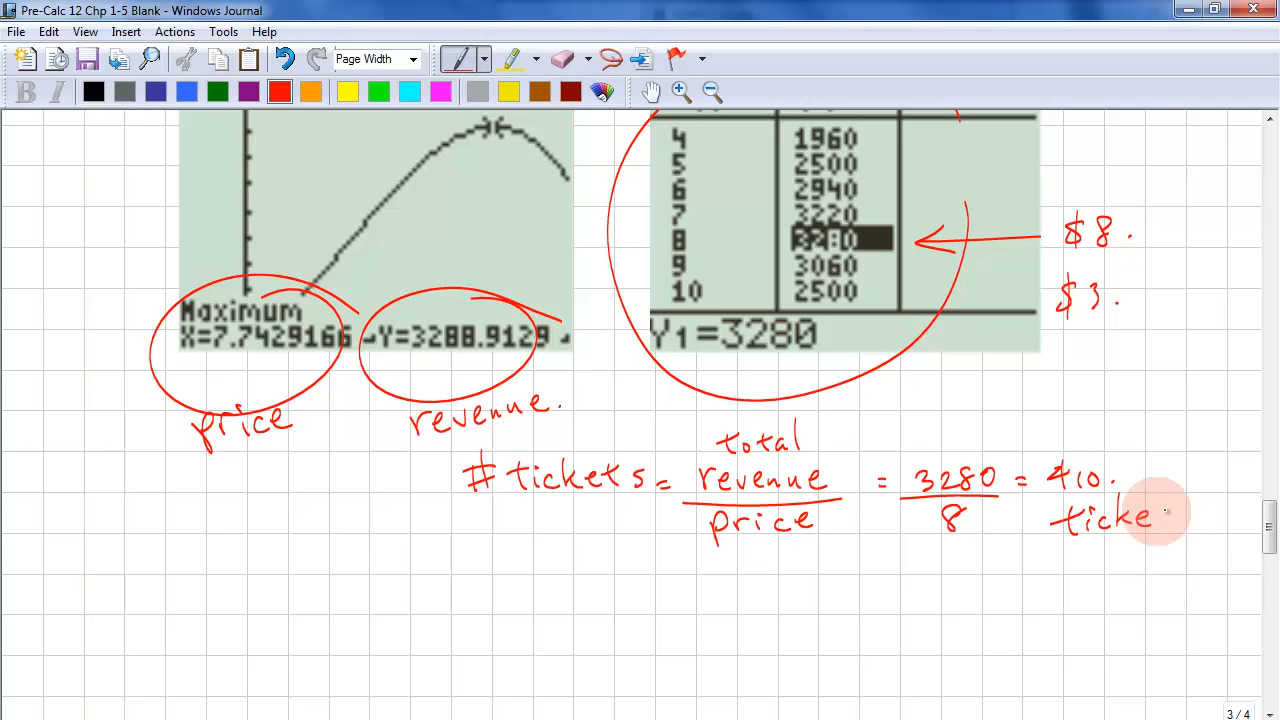 Pre-Calc 12 Chp 1-5 Blank - Windows Journal
File Edit View Insert Actions Tools Help
Page Width
B I
4 1960
5 2500
6 2940
7 3220
8 3280
9 3060
10 2500
Y1=3280
$8.
$3.
Maximum
X=7.7429166 Y=3288.9129
price
revenue.
# tickets = total revenue / price = 3280 / 8 = 410.
ticke
3 / 4